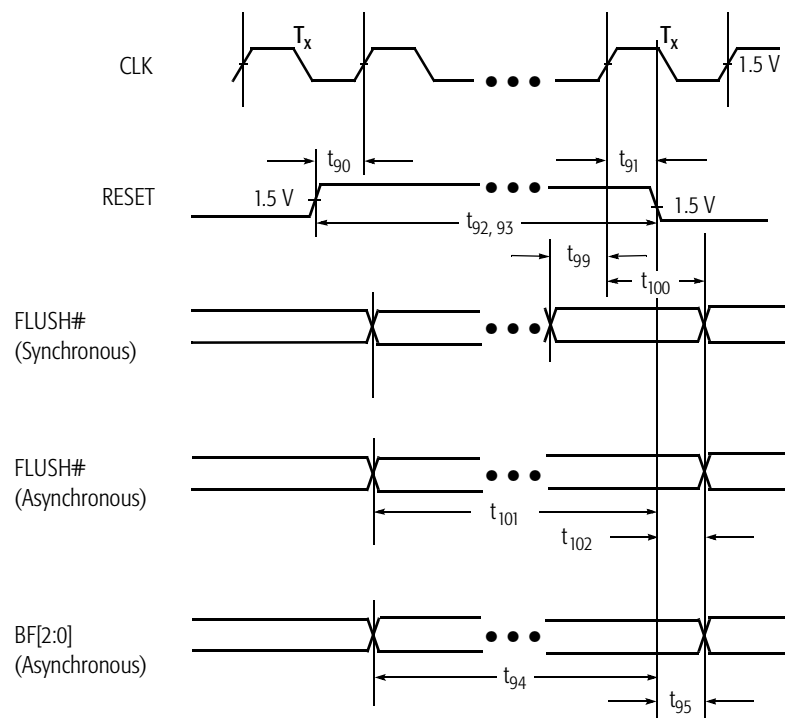 Tx
Tx
CLK
1.5 V
t90
t91
RESET
1.5 V
1.5 V
t92, 93
t99
t100
FLUSH#
(Synchronous)
FLUSH#
(Asynchronous)
t101
t102
BF[2:0]
(Asynchronous)
t94
t95